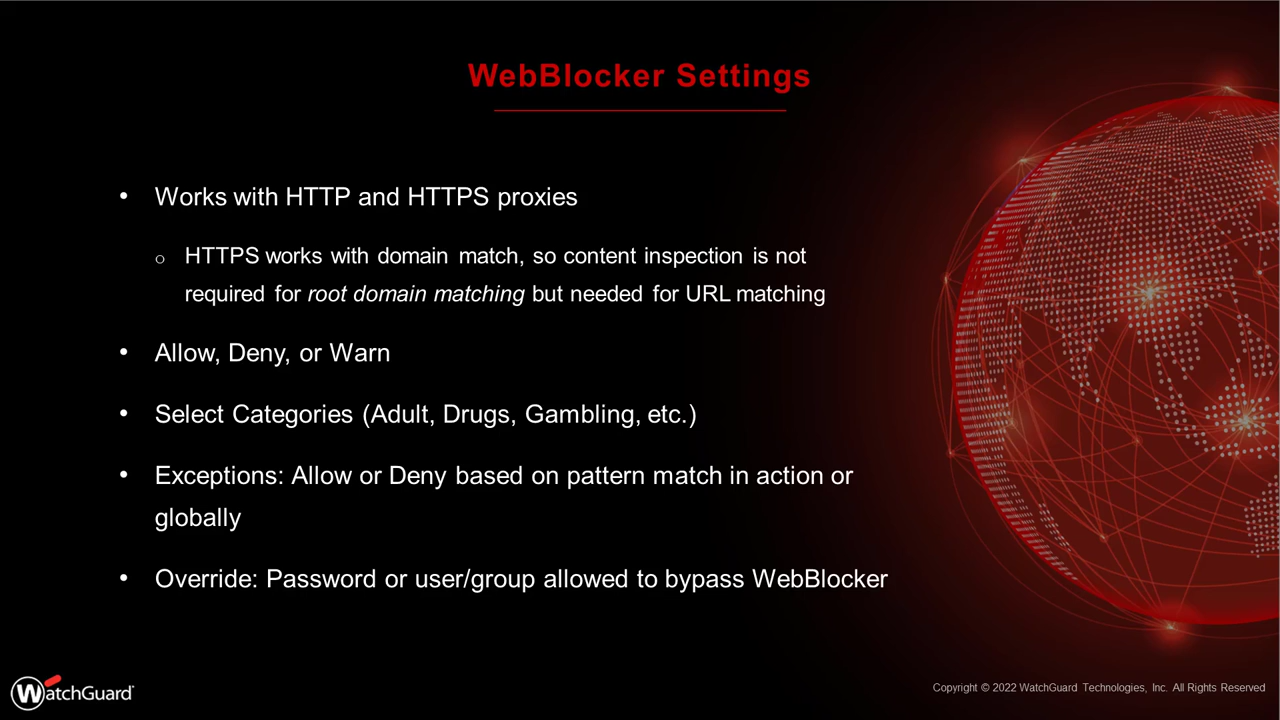 WebBlocker Settings
• Works with HTTP and HTTPS proxies
o HTTPS works with domain match, so content inspection is not
required for root domain matching but needed for URL matching
• Allow, Deny, or Warn
• Select Categories (Adult, Drugs, Gambling, etc.)
• Exceptions: Allow or Deny based on pattern match in action or
globally
• Override: Password or user/group allowed to bypass WebBlocker
WatchGuard
Copyright © 2022 WatchGuard Technologies, Inc. All Rights Reserved